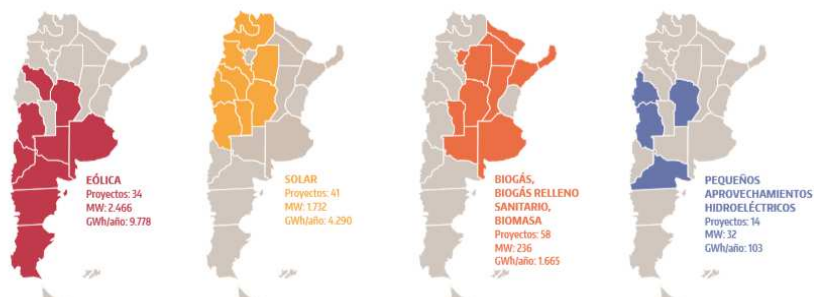 EÓLICA
Proyectos: 34
MW: 2.466
GWh/año: 9.778
SOLAR
Proyectos: 41
MW: 1.732
GWh/año: 4.290
BIOGÁS,
BIOGÁS RELLENO
SANITARIO,
BIOMASA
Proyectos: 58
MW: 236
GWh/año: 1.665
PEQUEÑOS
APROVECHAMIENTOS
HIDROELÉCTRICOS
Proyectos: 14
MW: 32
GWh/año: 103